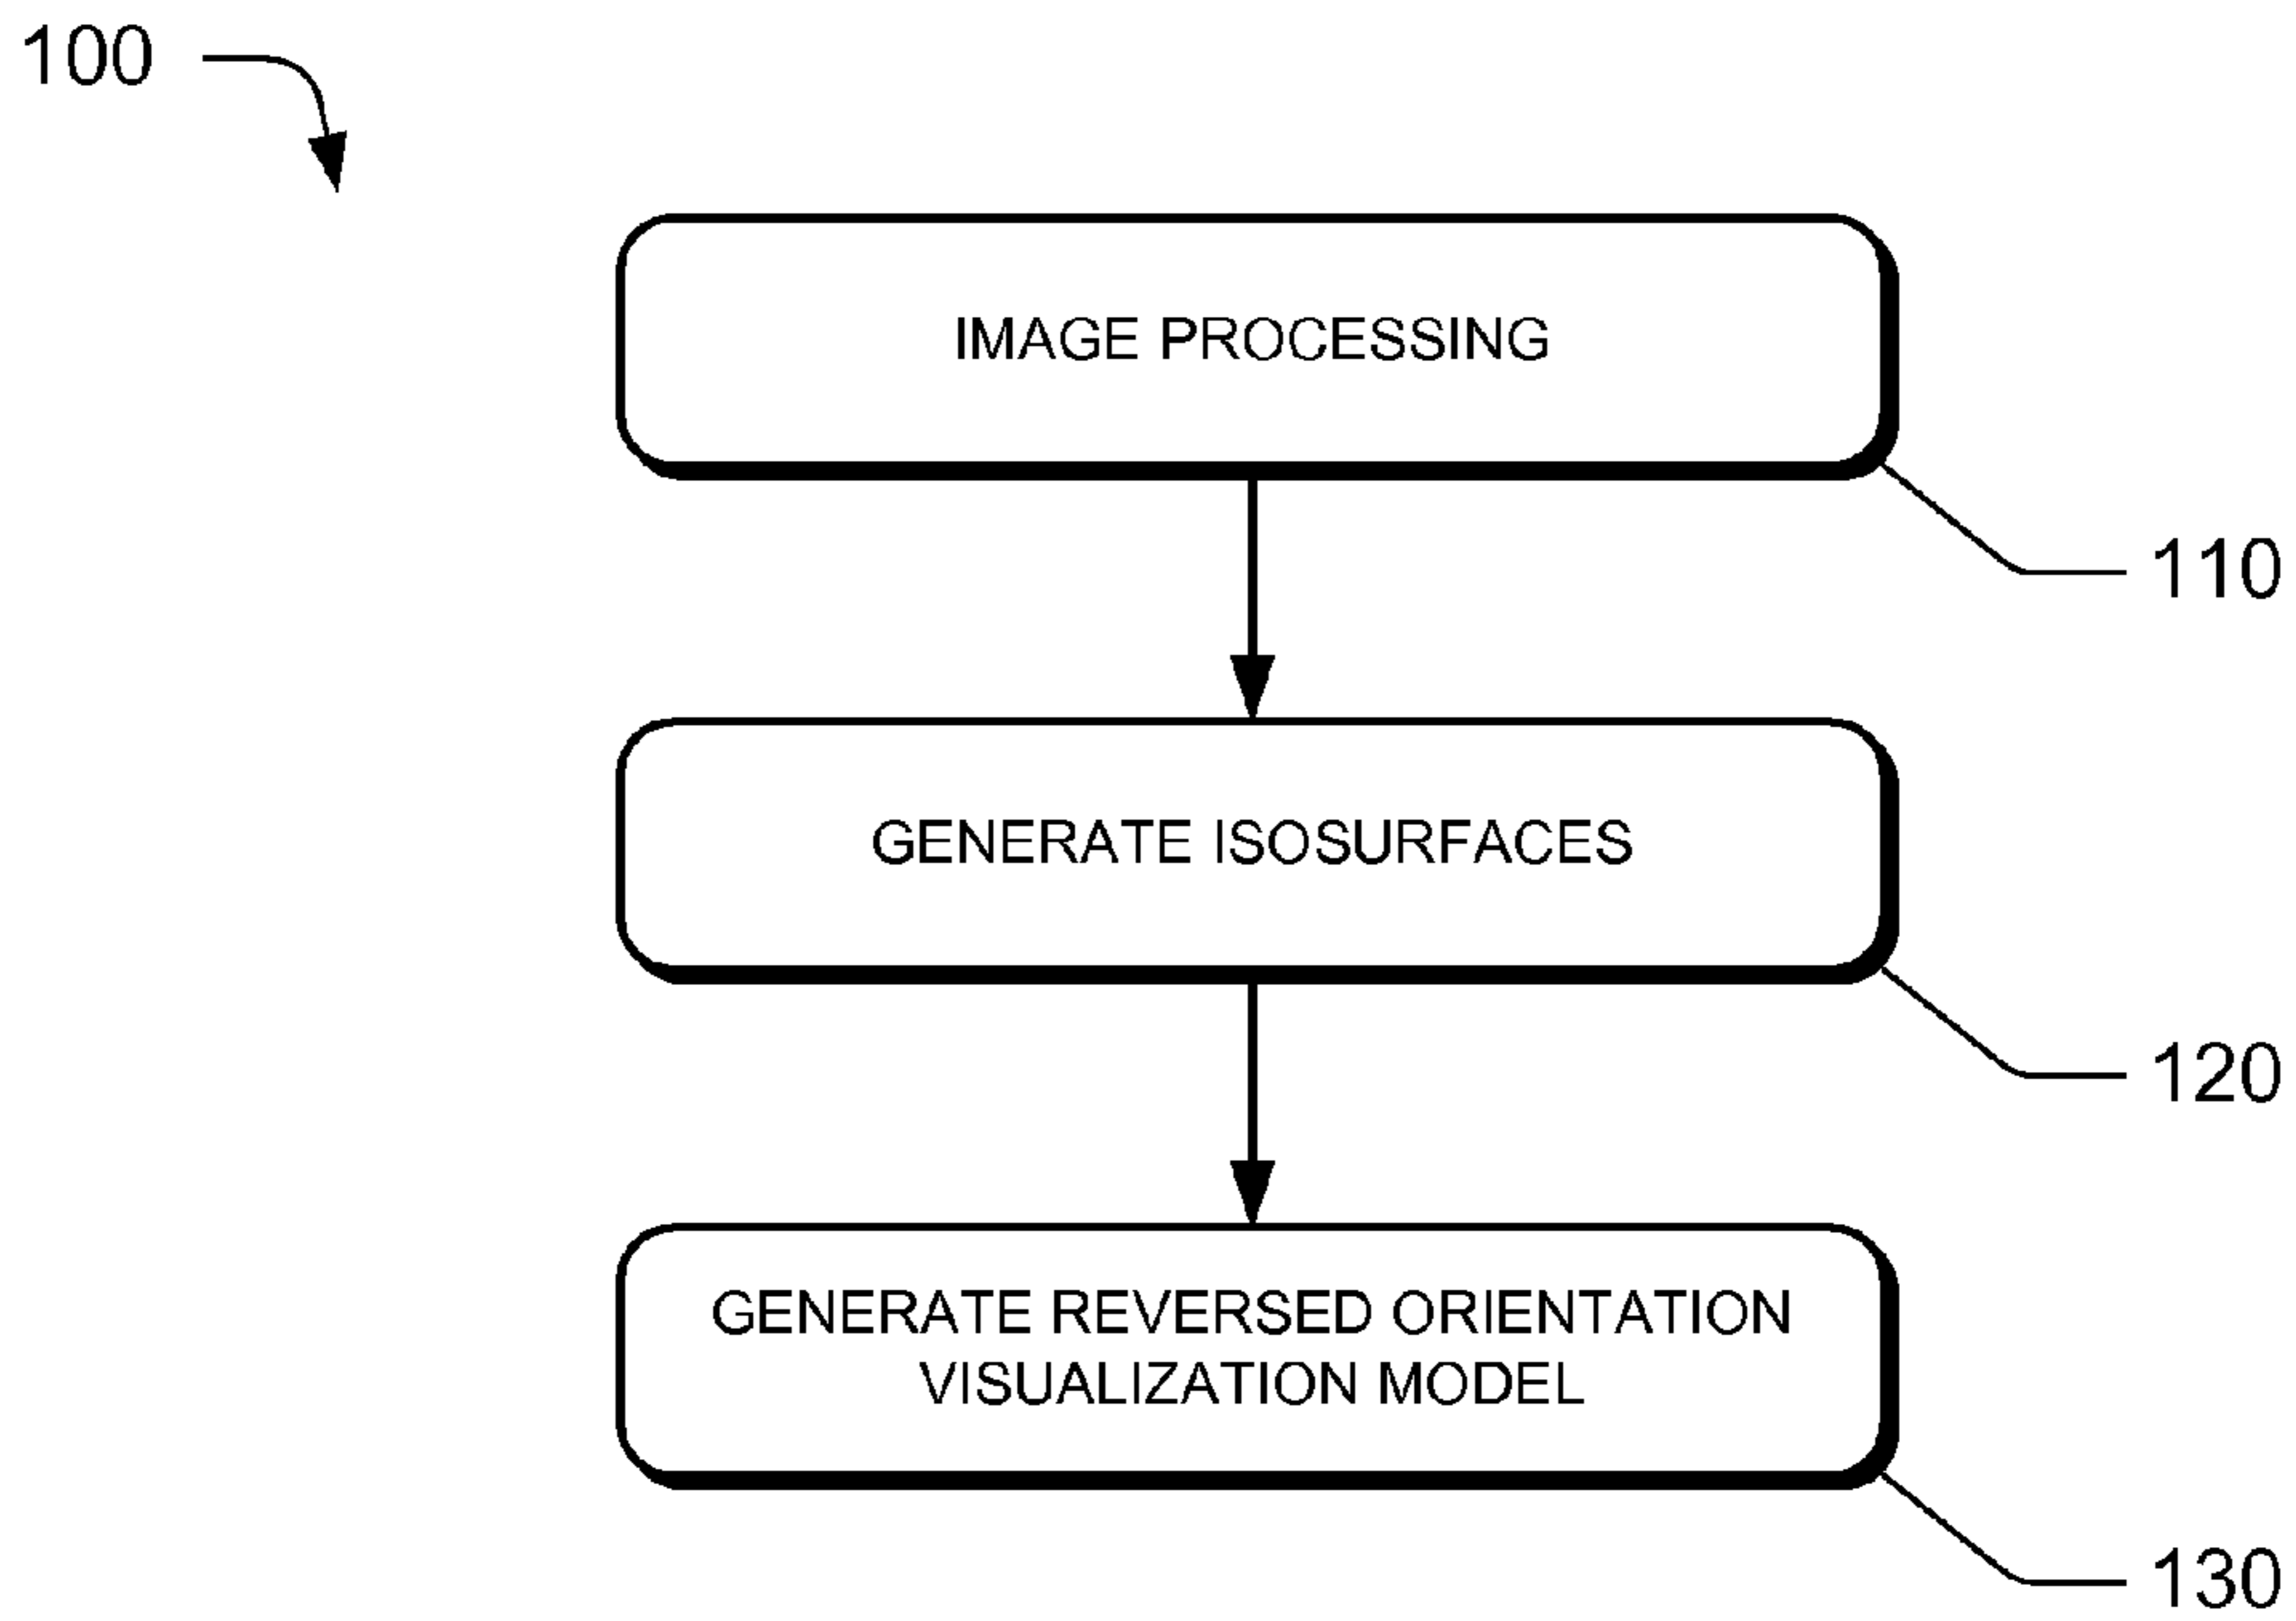 100
IMAGE PROCESSING
110
GENERATE ISOSURFACES
120
GENERATE REVERSED ORIENTATION
VISUALIZATION MODEL
130